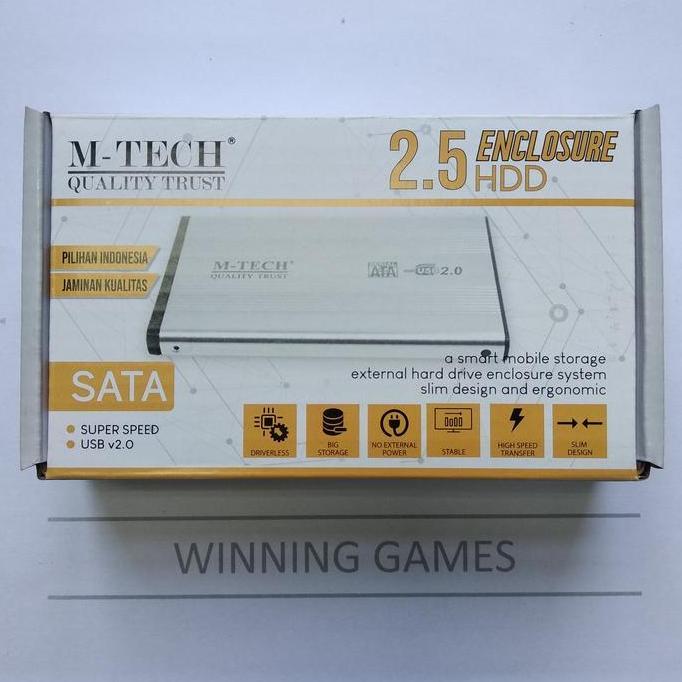 M-TECH®
QUALITY TRUST
2.5 ENCLOSURE
HDD
PILIHAN INDONESIA
JAMINAN KUALITAS
M-TECH®
QUALITY TRUST
SERIAL ATA USB 2.0
SATA
SUPER SPEED
USB v2.0
a smart mobile storage
external hard drive enclosure system
slim design and ergonomic
DRIVERLESS
BIG
STORAGE
NO EXTERNAL
POWER
STABLE
HIGH SPEED
TRANSFER
SLIM
DESIGN
WINNING GAMES